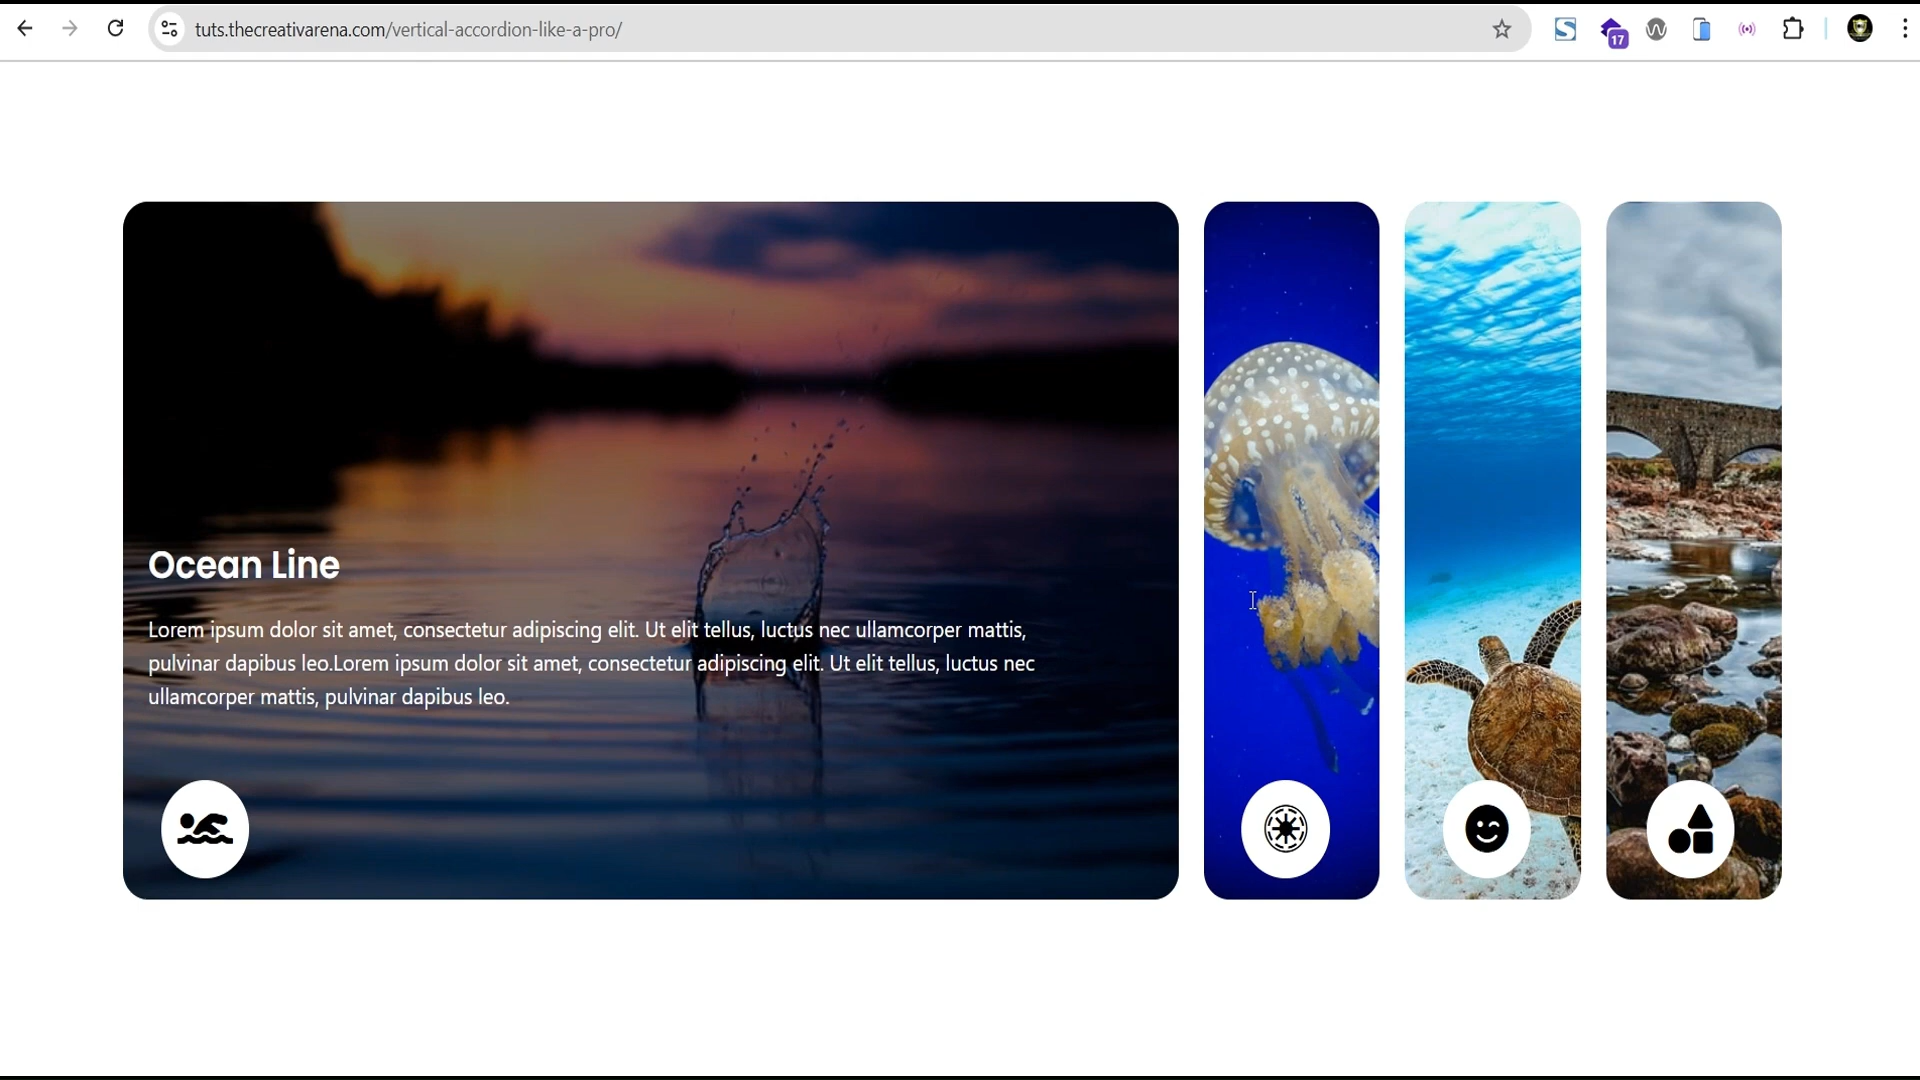 tuts.thecreativarena.com/vertical-accordion-like-a-pro/
17
Ocean Line
Lorem ipsum dolor sit amet, consectetur adipiscing elit. Ut elit tellus, luctus nec ullamcorper mattis,
pulvinar dapibus leo.Lorem ipsum dolor sit amet, consectetur adipiscing elit. Ut elit tellus, luctus nec
ullamcorper mattis, pulvinar dapibus leo.